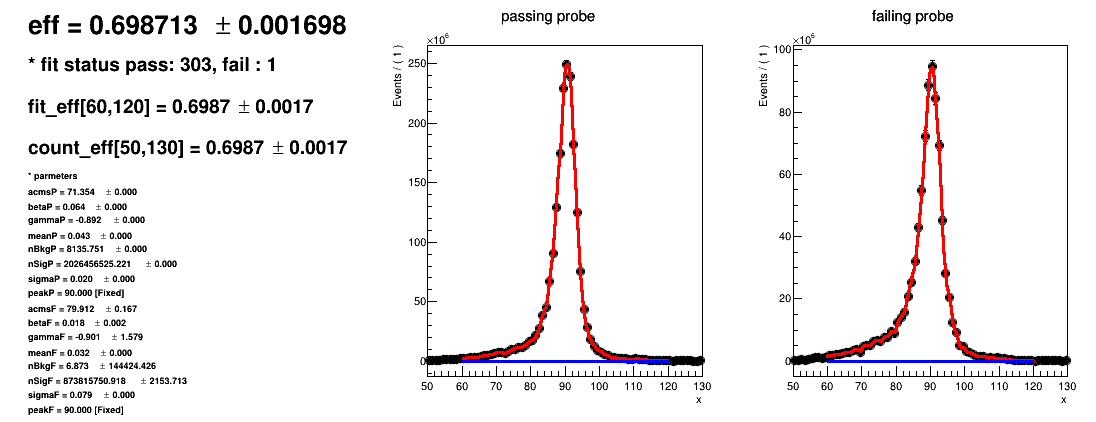 eff = 0.698713 ± 0.001698
* fit status pass: 303, fail : 1
fit_eff[60,120] = 0.6987 ± 0.0017
count_eff[50,130] = 0.6987 ± 0.0017
* parmeters
acmsP = 71.354 ± 0.000
betaP = 0.064 ± 0.000
gammaP = -0.892 ± 0.000
meanP = 0.043 ± 0.000
nBkgP = 8135.751 ± 0.000
nSigP = 2026456525.221 ± 0.000
sigmaP = 0.020 ± 0.000
peakP = 90.000 [Fixed]
acmsF = 79.912 ± 0.167
betaF = 0.018 ± 0.002
gammaF = -0.901 ± 1.579
meanF = 0.032 ± 0.000
nBkgF = 6.873 ± 144424.426
nSigF = 873815750.918 ± 2153.713
sigmaF = 0.079 ± 0.000
peakF = 90.000 [Fixed]
passing probe
×10⁶
Events / ( 1 )
250
200
150
100
50
0
50 60 70 80 90 100 110 120 130
x
failing probe
×10⁶
Events / ( 1 )
100
80
60
40
20
0
50 60 70 80 90 100 110 120 130
x